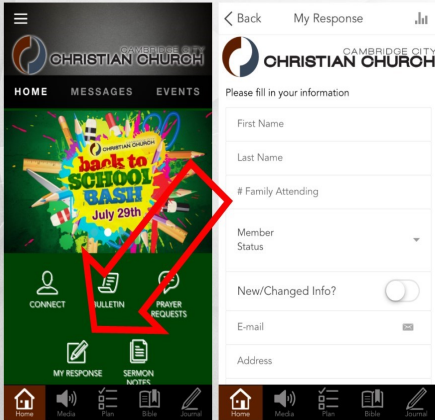 CAMBRIDGE CITY
CHRISTIAN CHURCH
HOME MESSAGES EVENTS
CHRISTIAN CHURCH
back to
SCHOOL
BASH
July 29th
CONNECT
BULLETIN
PRAYER
REQUESTS
MY RESPONSE
SERMON
NOTES
Home Media Plan Bible Journal
Back My Response
CAMBRIDGE CITY
CHRISTIAN CHURCH
Please fill in your information
First Name
Last Name
# Family Attending
Member
Status
New/Changed Info?
E-mail
Address
Home Media Plan Bible Journal